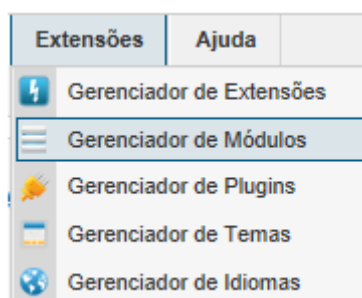 Extensões Ajuda
Gerenciador de Extensões
Gerenciador de Módulos
Gerenciador de Plugins
Gerenciador de Temas
Gerenciador de Idiomas